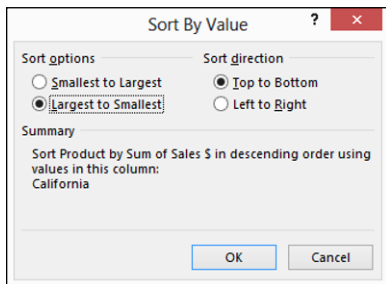 Sort By Value
?
×
Sort options
Sort direction
Smallest to Largest
Top to Bottom
Largest to Smallest
Left to Right
Summary
Sort Product by Sum of Sales $ in descending order using
values in this column:
California
OK
Cancel